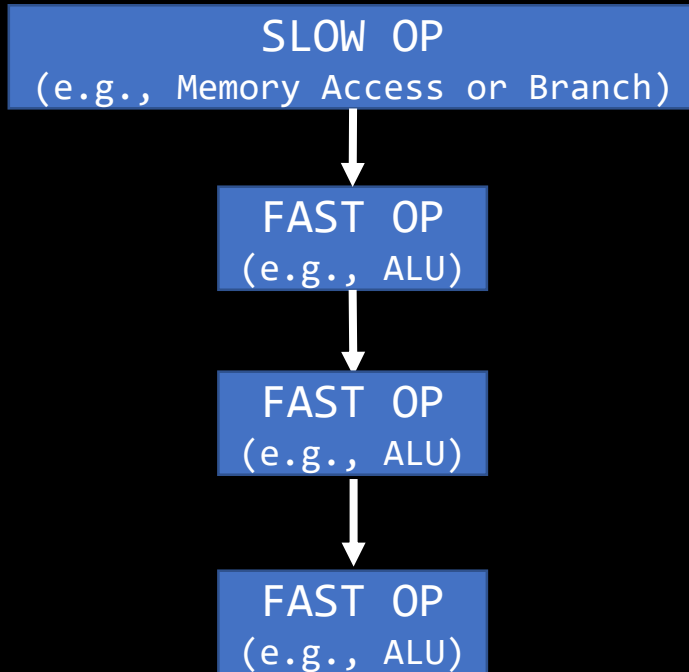 SLOW OP
(e.g., Memory Access or Branch)
FAST OP
(e.g., ALU)
FAST OP
(e.g., ALU)
FAST OP
(e.g., ALU)